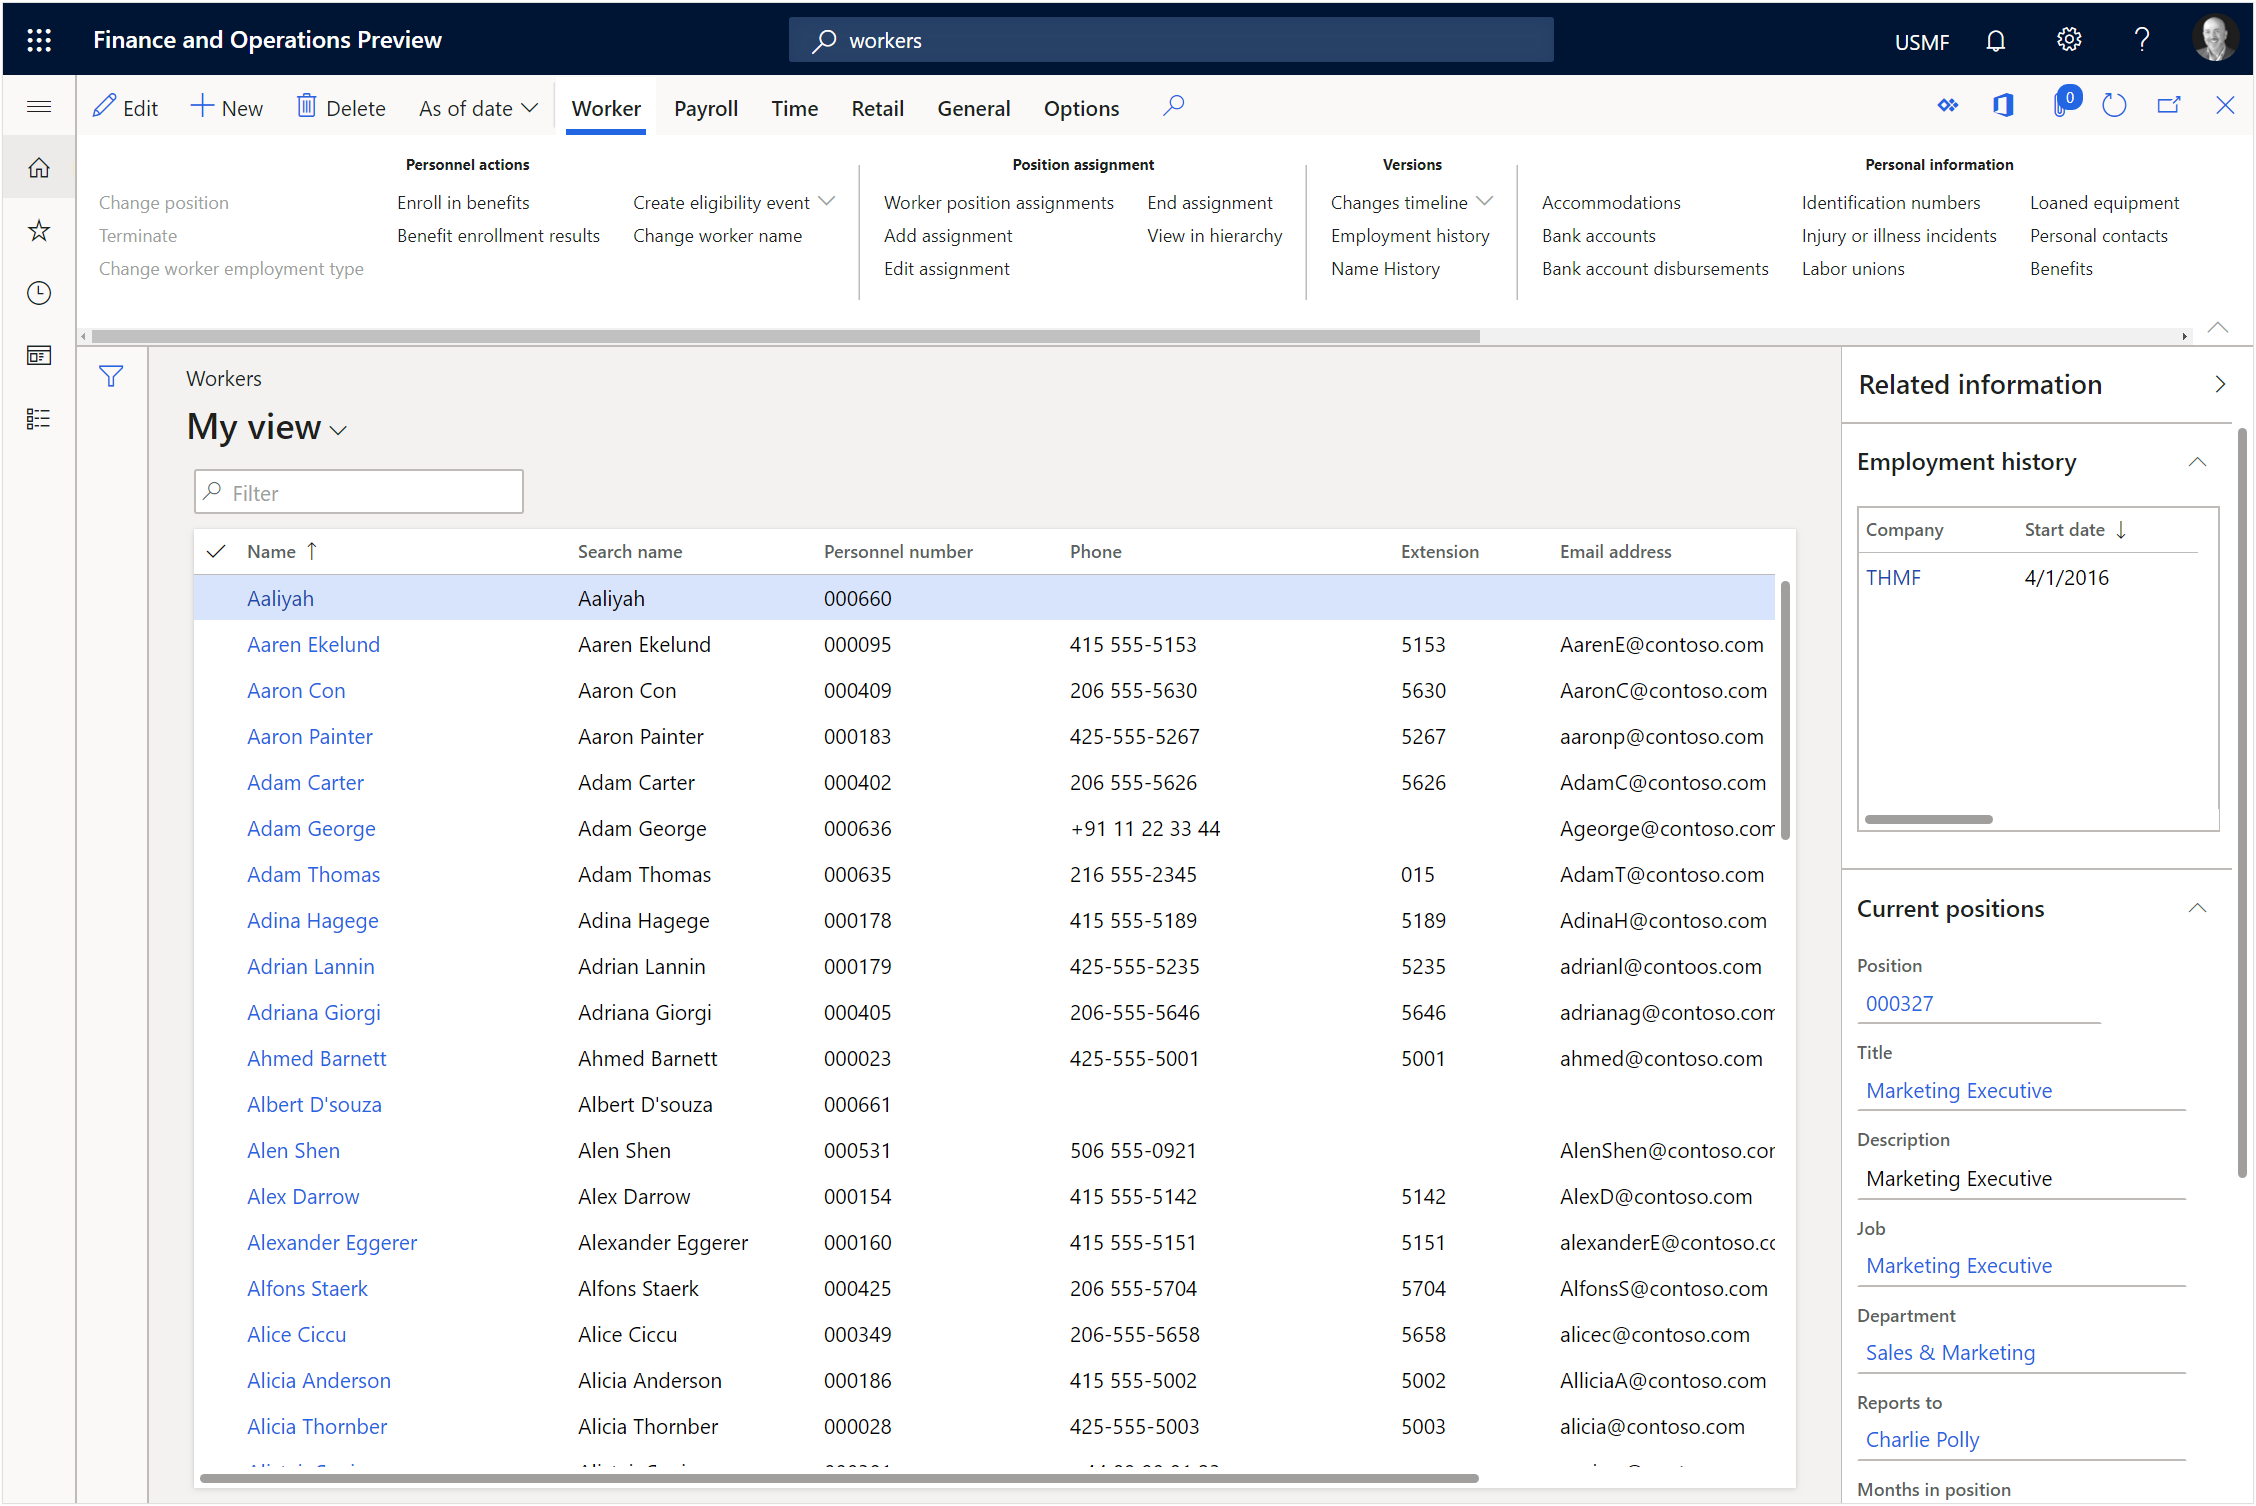 Finance and Operations Preview
workers
USMF
Edit New Delete As of date Worker Payroll Time Retail General Options
0
Personnel actions
Change position Enroll in benefits Create eligibility event
Terminate Benefit enrollment results Change worker name
Change worker employment type
Position assignment
Worker position assignments End assignment
Add assignment View in hierarchy
Edit assignment
Versions
Changes timeline
Employment history
Name History
Personal information
Accommodations Identification numbers Loaned equipment
Bank accounts Injury or illness incidents Personal contacts
Bank account disbursements Labor unions Benefits
Workers
My view
Filter
Name Search name Personnel number Phone Extension Email address
Aaliyah Aaliyah 000660
Aaren Ekelund Aaren Ekelund 000095 415 555-5153 5153 AarenE@contoso.com
Aaron Con Aaron Con 000409 206 555-5630 5630 AaronC@contoso.com
Aaron Painter Aaron Painter 000183 425-555-5267 5267 aaronp@contoso.com
Adam Carter Adam Carter 000402 206 555-5626 5626 AdamC@contoso.com
Adam George Adam George 000636 +91 11 22 33 44 Ageorge@contoso.com
Adam Thomas Adam Thomas 000635 216 555-2345 015 AdamT@contoso.com
Adina Hagege Adina Hagege 000178 415 555-5189 5189 AdinaH@contoso.com
Adrian Lannin Adrian Lannin 000179 425-555-5235 5235 adrianl@contoos.com
Adriana Giorgi Adriana Giorgi 000405 206-555-5646 5646 adrianag@contoso.com
Ahmed Barnett Ahmed Barnett 000023 425-555-5001 5001 ahmed@contoso.com
Albert D'souza Albert D'souza 000661
Alen Shen Alen Shen 000531 506 555-0921 AlenShen@contoso.cor
Alex Darrow Alex Darrow 000154 415 555-5142 5142 AlexD@contoso.com
Alexander Eggerer Alexander Eggerer 000160 415 555-5151 5151 alexanderE@contoso.cc
Alfons Staerk Alfons Staerk 000425 206 555-5704 5704 AlfonsS@contoso.com
Alice Ciccu Alice Ciccu 000349 206-555-5658 5658 alicec@contoso.com
Alicia Anderson Alicia Anderson 000186 415 555-5002 5002 AlliciaA@contoso.com
Alicia Thornber Alicia Thornber 000028 425-555-5003 5003 alicia@contoso.com
Related information
Employment history
Company Start date
THMF 4/1/2016
Current positions
Position
000327
Title
Marketing Executive
Description
Marketing Executive
Job
Marketing Executive
Department
Sales & Marketing
Reports to
Charlie Polly
Months in position